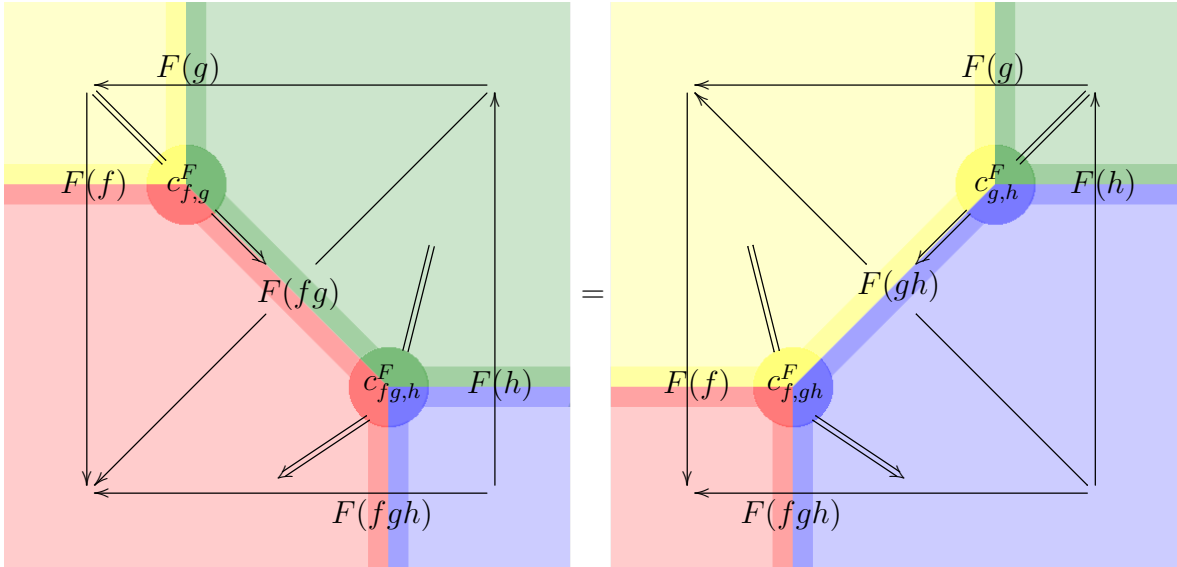 F(g)
F(f)
c^F_{f,g}
F(fg)
c^F_{fg,h}
F(h)
F(fgh)
=
F(g)
c^F_{g,h}
F(h)
F(gh)
F(f)
c^F_{f,gh}
F(fgh)